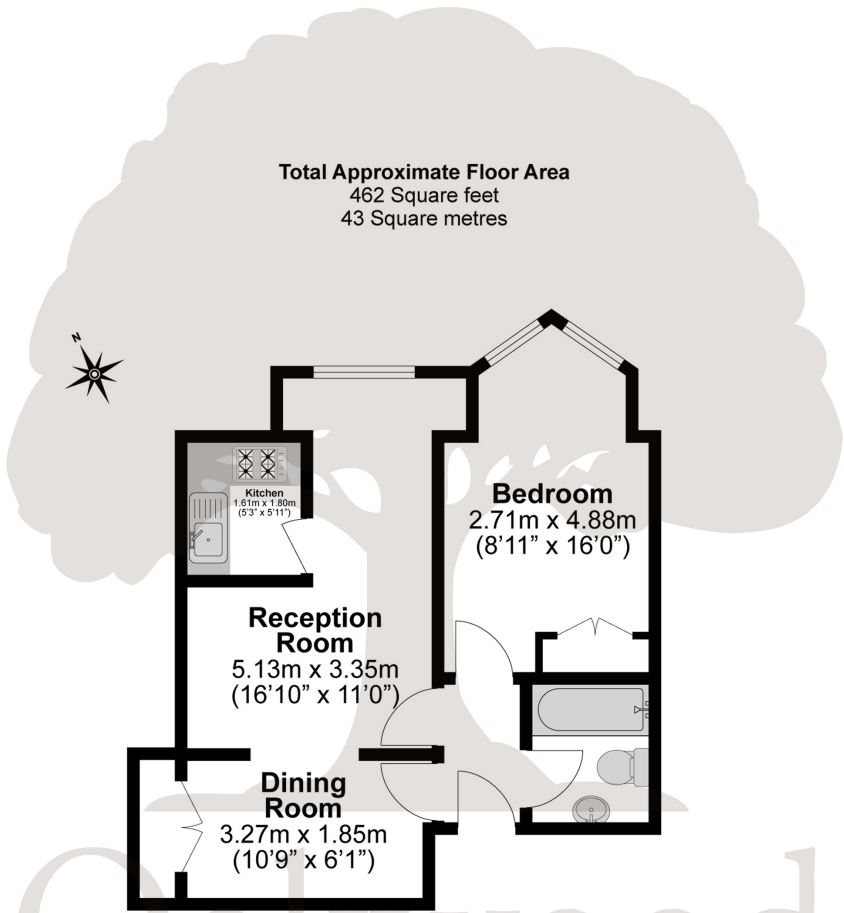 Total Approximate Floor Area
462 Square feet
43 Square metres
N
Kitchen
1.61m x 1.80m
(5'3" x 5'11")
Bedroom
2.71m x 4.88m
(8'11" x 16'0")
Reception
Room
5.13m x 3.35m
(16'10" x 11'0")
Dining
Room
3.27m x 1.85m
(10'9" x 6'1")